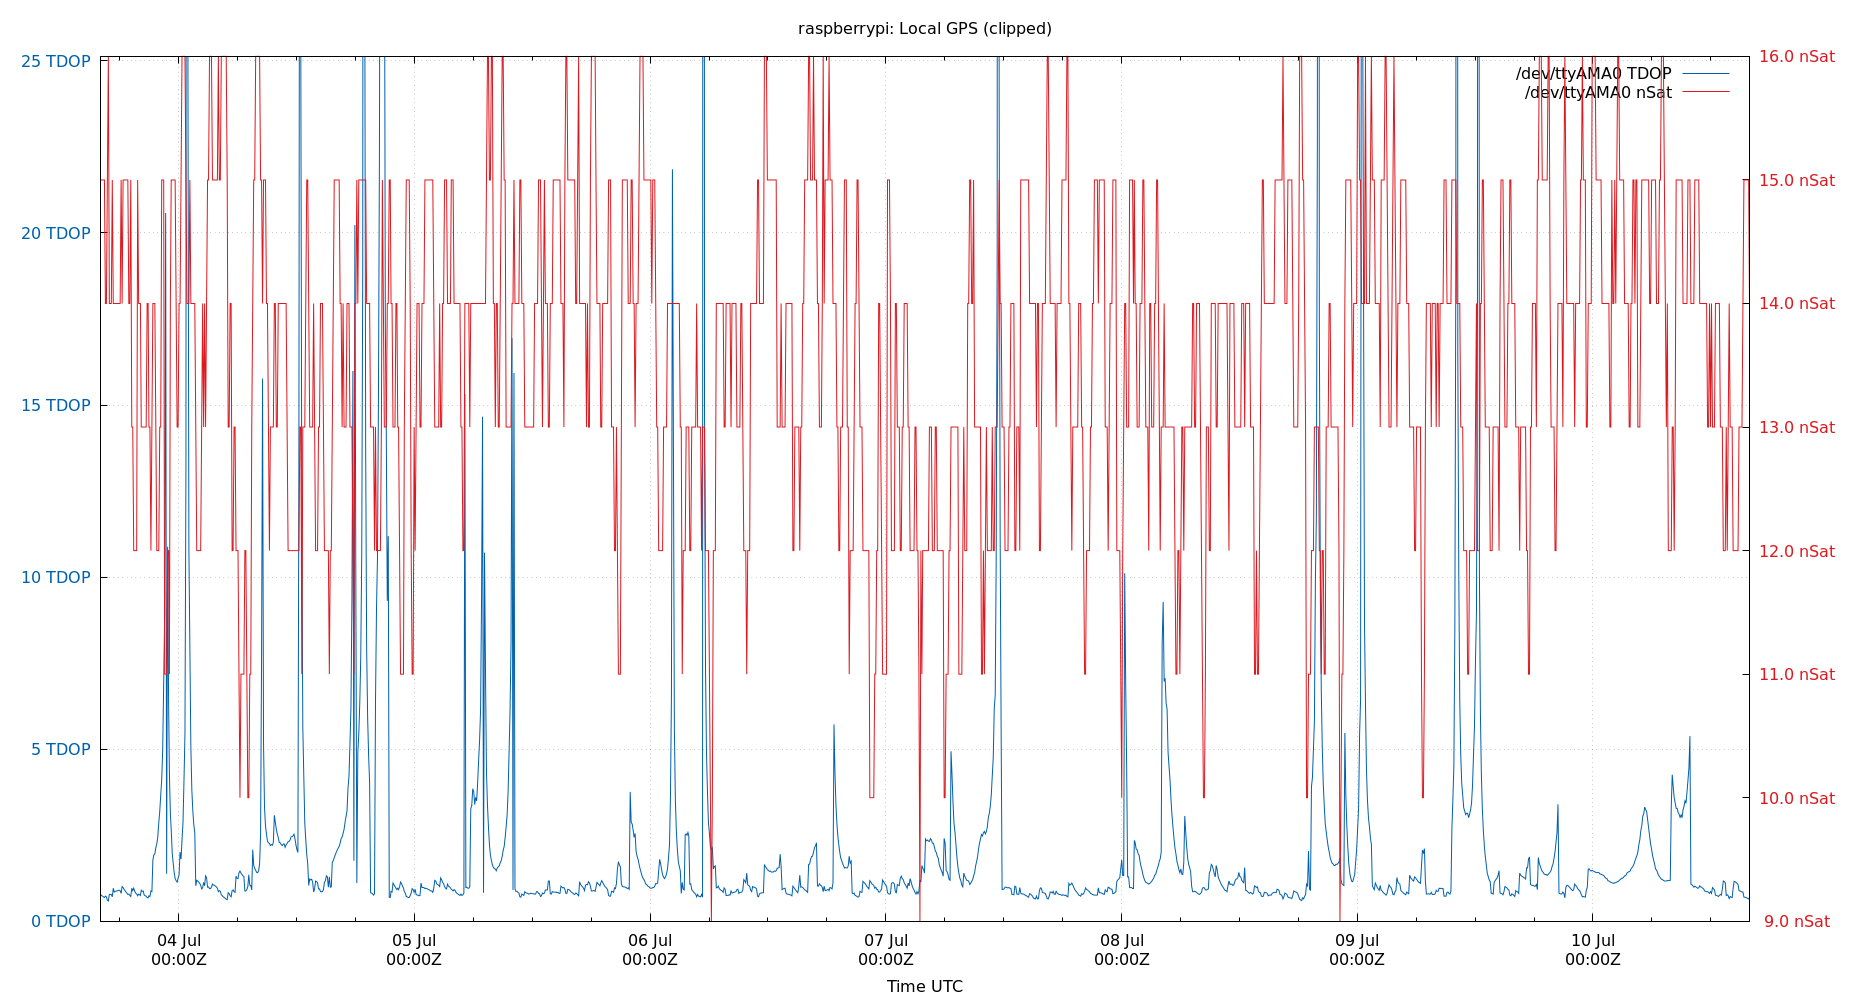 raspberrypi: Local GPS (clipped)
/dev/ttyAMA0 TDOP
/dev/ttyAMA0 nSat
25 TDOP
20 TDOP
15 TDOP
10 TDOP
5 TDOP
0 TDOP
16.0 nSat
15.0 nSat
14.0 nSat
13.0 nSat
12.0 nSat
11.0 nSat
10.0 nSat
9.0 nSat
04 Jul
00:00Z
05 Jul
00:00Z
06 Jul
00:00Z
07 Jul
00:00Z
08 Jul
00:00Z
09 Jul
00:00Z
10 Jul
00:00Z
Time UTC